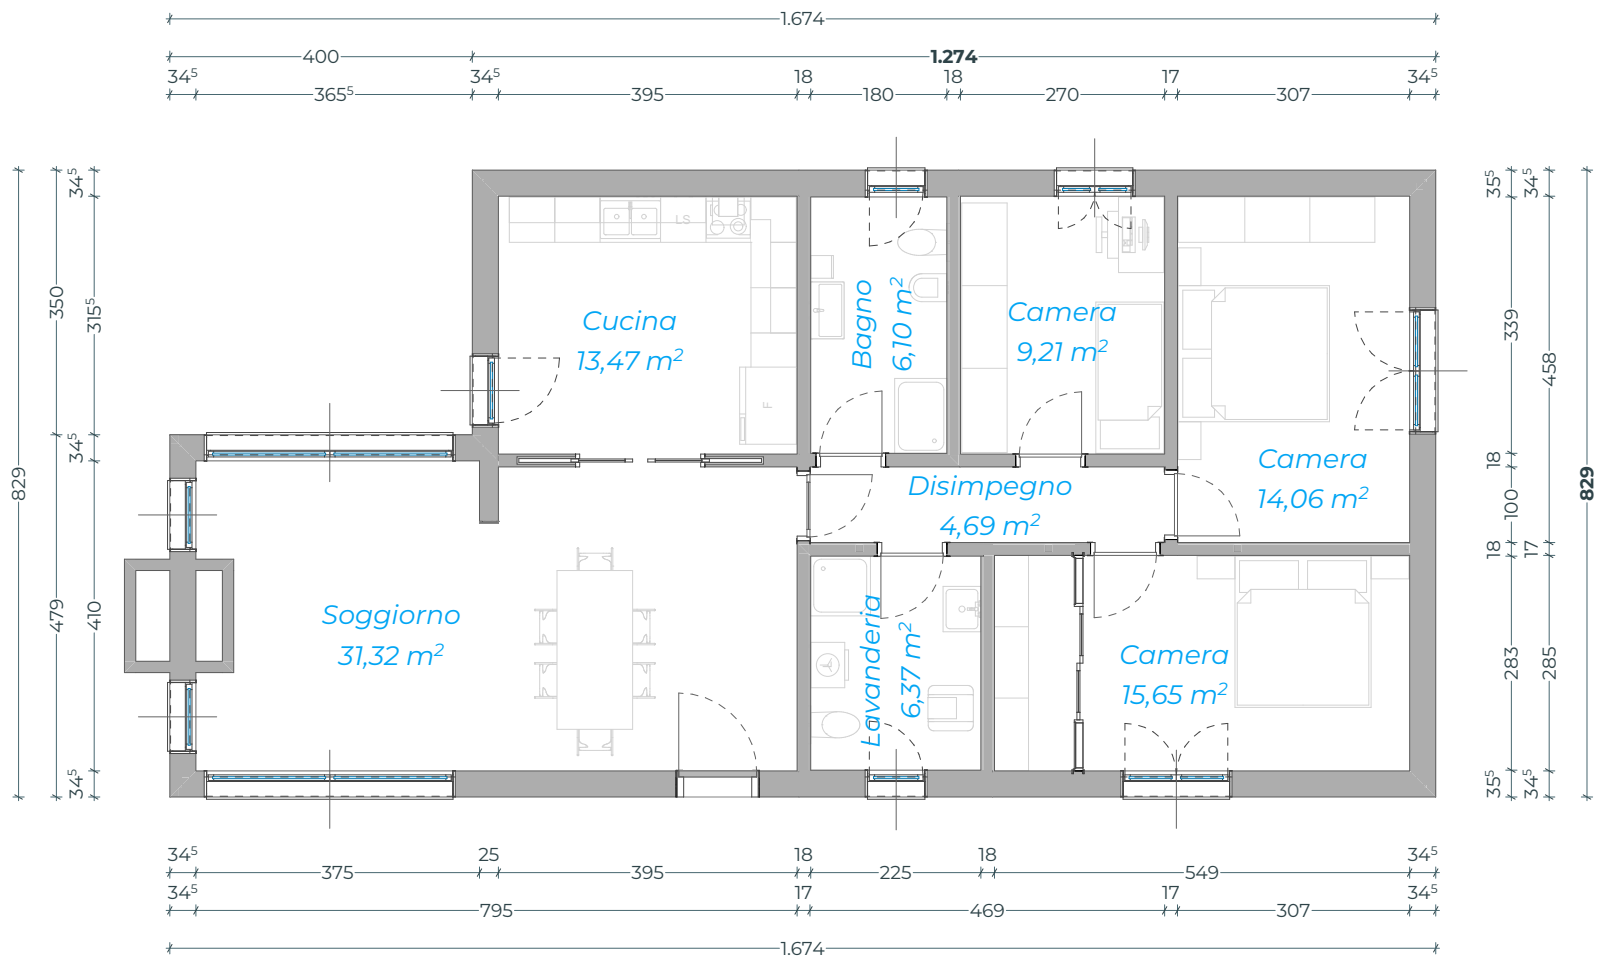 1.674
400
1.274
34⁵
34⁵
18
18
17
34⁵
365⁵
395
180
270
307
829
350
479
34⁵
315⁵
34⁵
410
34⁵
LS
F
Cucina
13,47 m²
Bagno
6,10 m²
Camera
9,21 m²
Camera
14,06 m²
Disimpegno
4,69 m²
Soggiorno
31,32 m²
Lavanderia
6,37 m²
Camera
15,65 m²
35⁵
339
18
100
18
283
35⁵
34⁵
458
17
285
34⁵
829
34⁵
25
18
18
34⁵
375
395
225
549
34⁵
17
17
34⁵
795
469
307
1.674